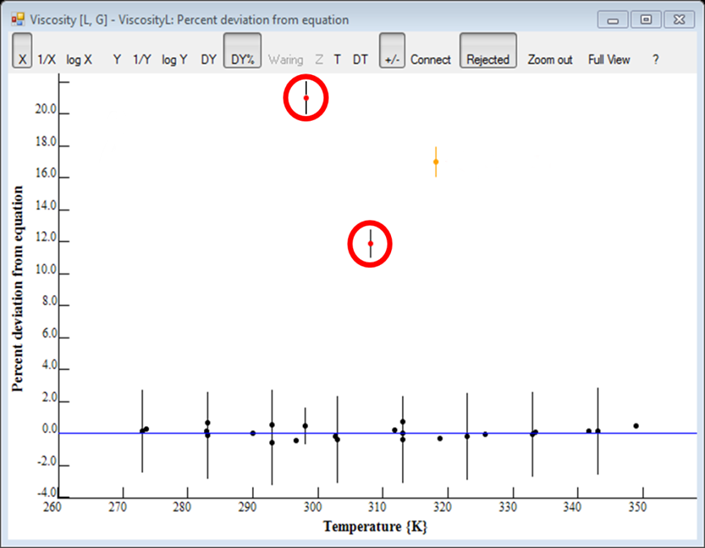 Viscosity [L, G] - ViscosityL: Percent deviation from equation
X 1/X log X Y 1/Y log Y DY DY% Waring Z T DT +/- Connect Rejected Zoom out Full View ?
Percent deviation from equation
20.0
18.0
16.0
14.0
12.0
10.0
8.0
6.0
4.0
2.0
0.0
-2.0
-4.0
260 270 280 290 300 310 320 330 340 350
Temperature {K}